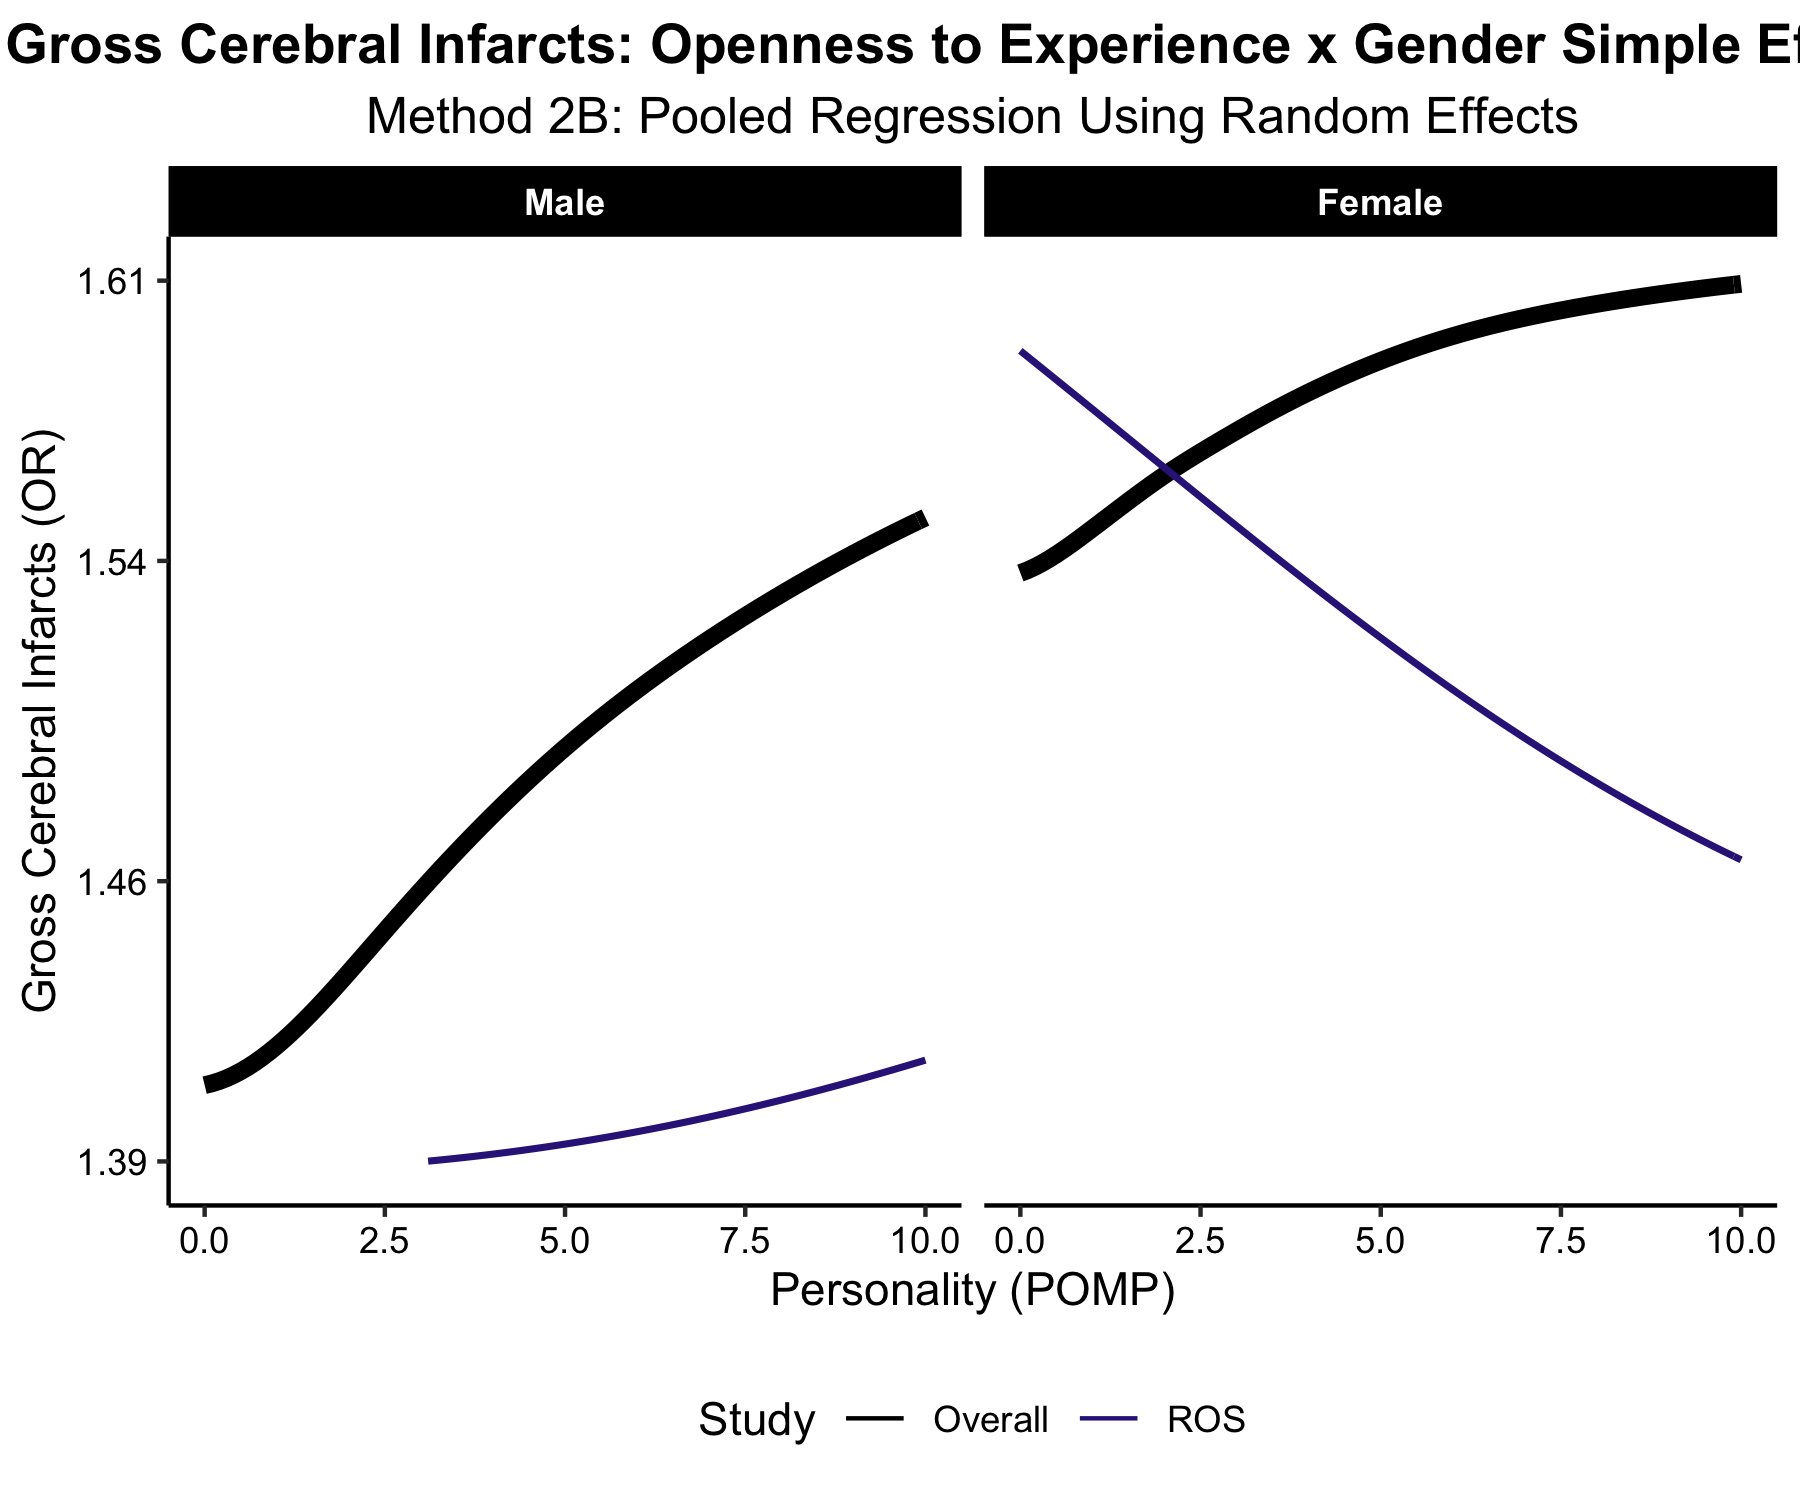 Gross Cerebral Infarcts: Openness to Experience x Gender Simple Ef
Method 2B: Pooled Regression Using Random Effects
Male
Female
Gross Cerebral Infarcts (OR)
1.61
1.54
1.46
1.39
0.0 2.5 5.0 7.5 10.0 0.0 2.5 5.0 7.5 10.0
Personality (POMP)
Study Overall ROS